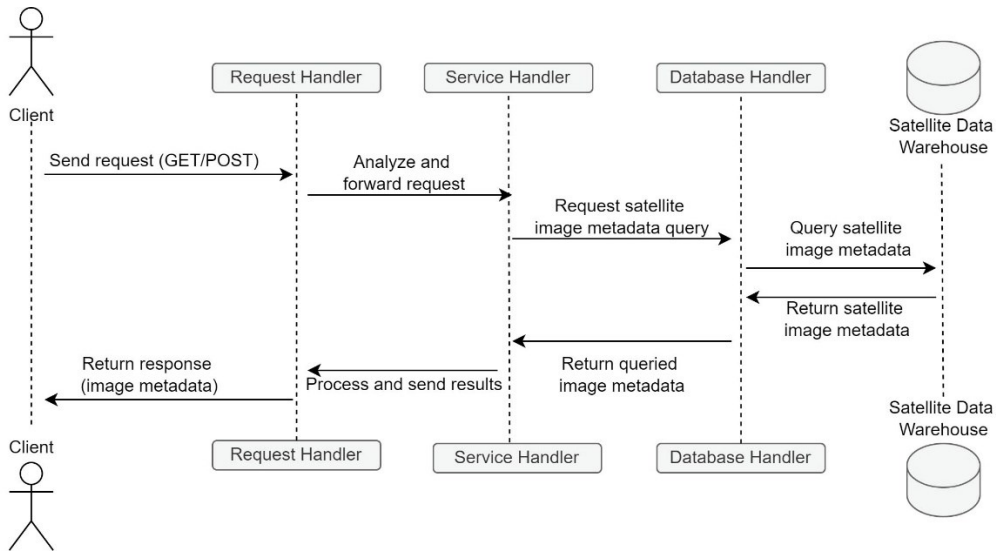 Client
Request Handler
Service Handler
Database Handler
Satellite Data
Warehouse
Send request (GET/POST)
Analyze and
forward request
Request satellite
image metadata query
Query satellite
image metadata
Return satellite
image metadata
Return queried
image metadata
Process and send results
Return response
(image metadata)
Client
Request Handler
Service Handler
Database Handler
Satellite Data
Warehouse